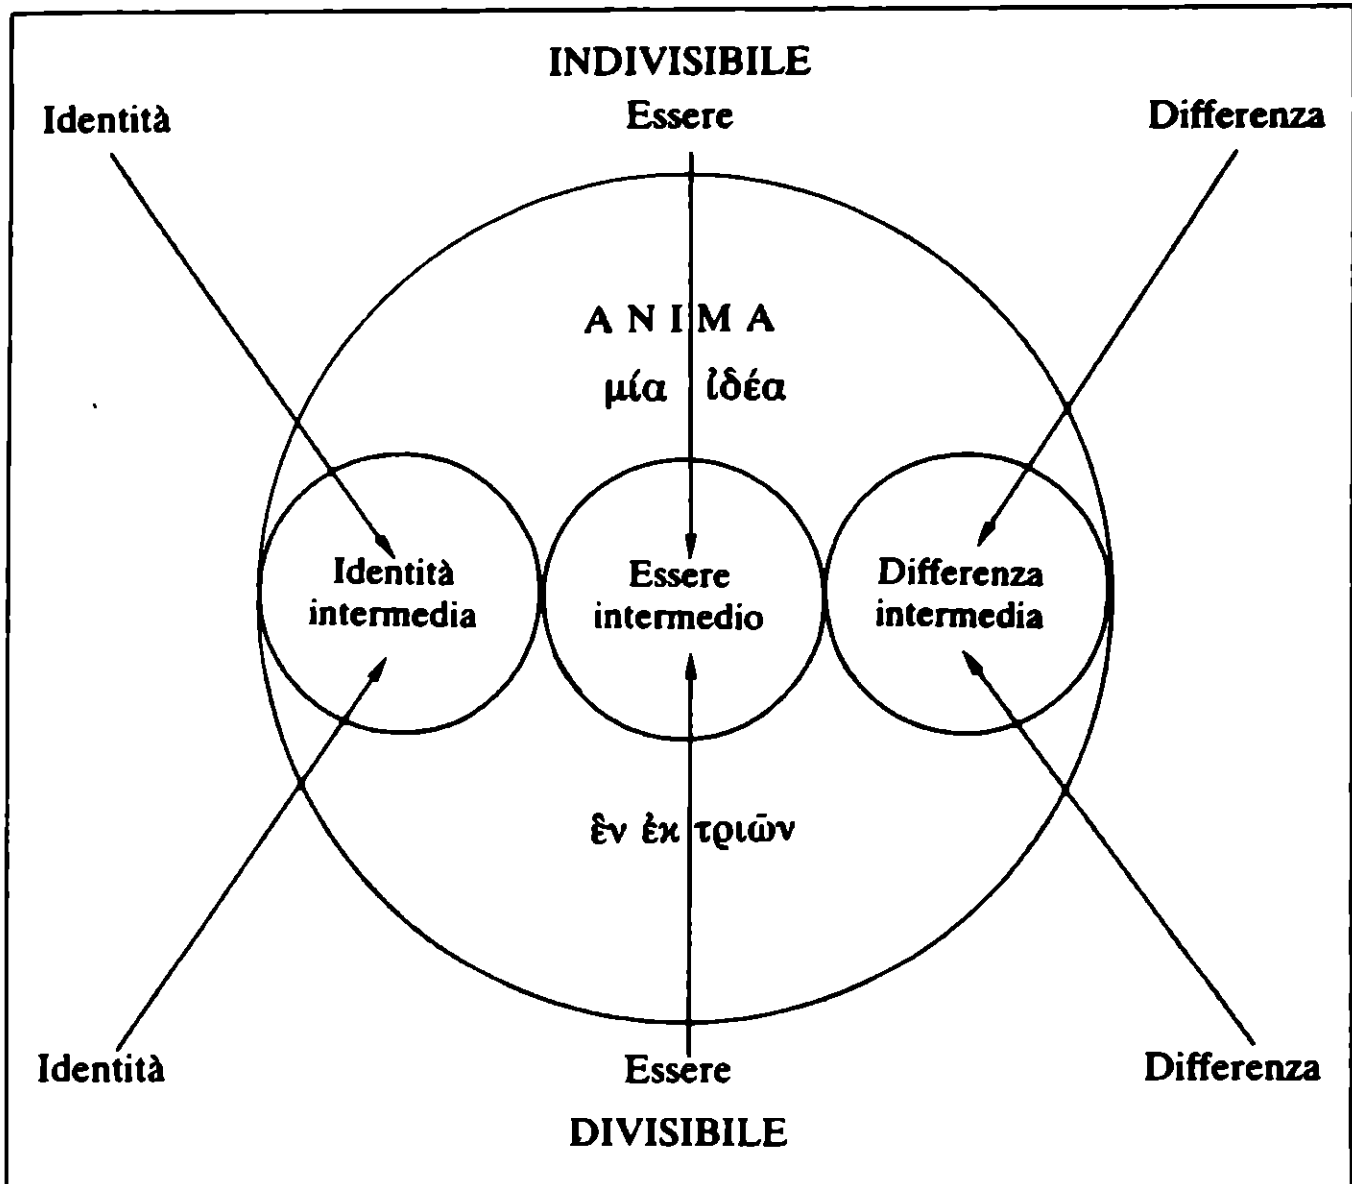 INDIVISIBILE
Identità Essere Differenza
A N I M A
μία ἰδέα
Identità intermedia
Essere intermedio
Differenza intermedia
ἓν ἐκ τριῶν
Identità Essere Differenza
DIVISIBILE